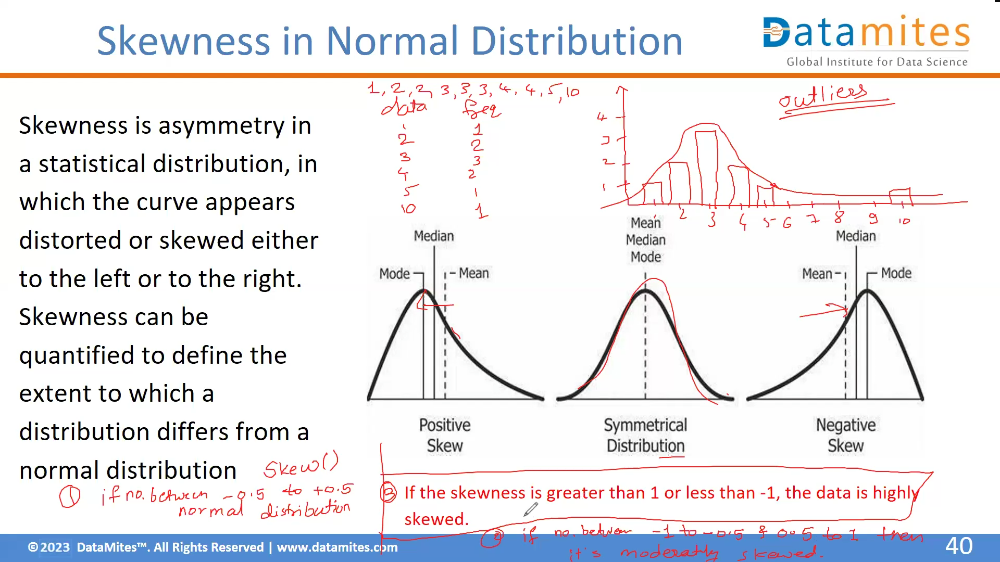 Skewness in Normal Distribution
Datamites
Global Institute for Data Science
1, 2, 2, 3, 3, 3, 4, 4, 5, 10
data freq
1 1
2 2
3 3
4 2
5 1
10 1
outliers
4
3
2
1
1 2 3 4 5 6 7 8 9 10
Skewness is asymmetry in
a statistical distribution, in
which the curve appears
distorted or skewed either
to the left or to the right.
Skewness can be
quantified to define the
extent to which a
distribution differs from a
normal distribution
Skew()
① if no. between -0.5 to +0.5
normal distribution
Median
Mode
Mean
Positive
Skew
Mean
Median
Mode
Symmetrical
Distribution
Median
Mean
Mode
Negative
Skew
③ If the skewness is greater than 1 or less than -1, the data is highly
skewed.
② if no. between -1 to -0.5 & 0.5 to 1 then
it's moderately skewed.
© 2023 DataMites™. All Rights Reserved | www.datamites.com
40